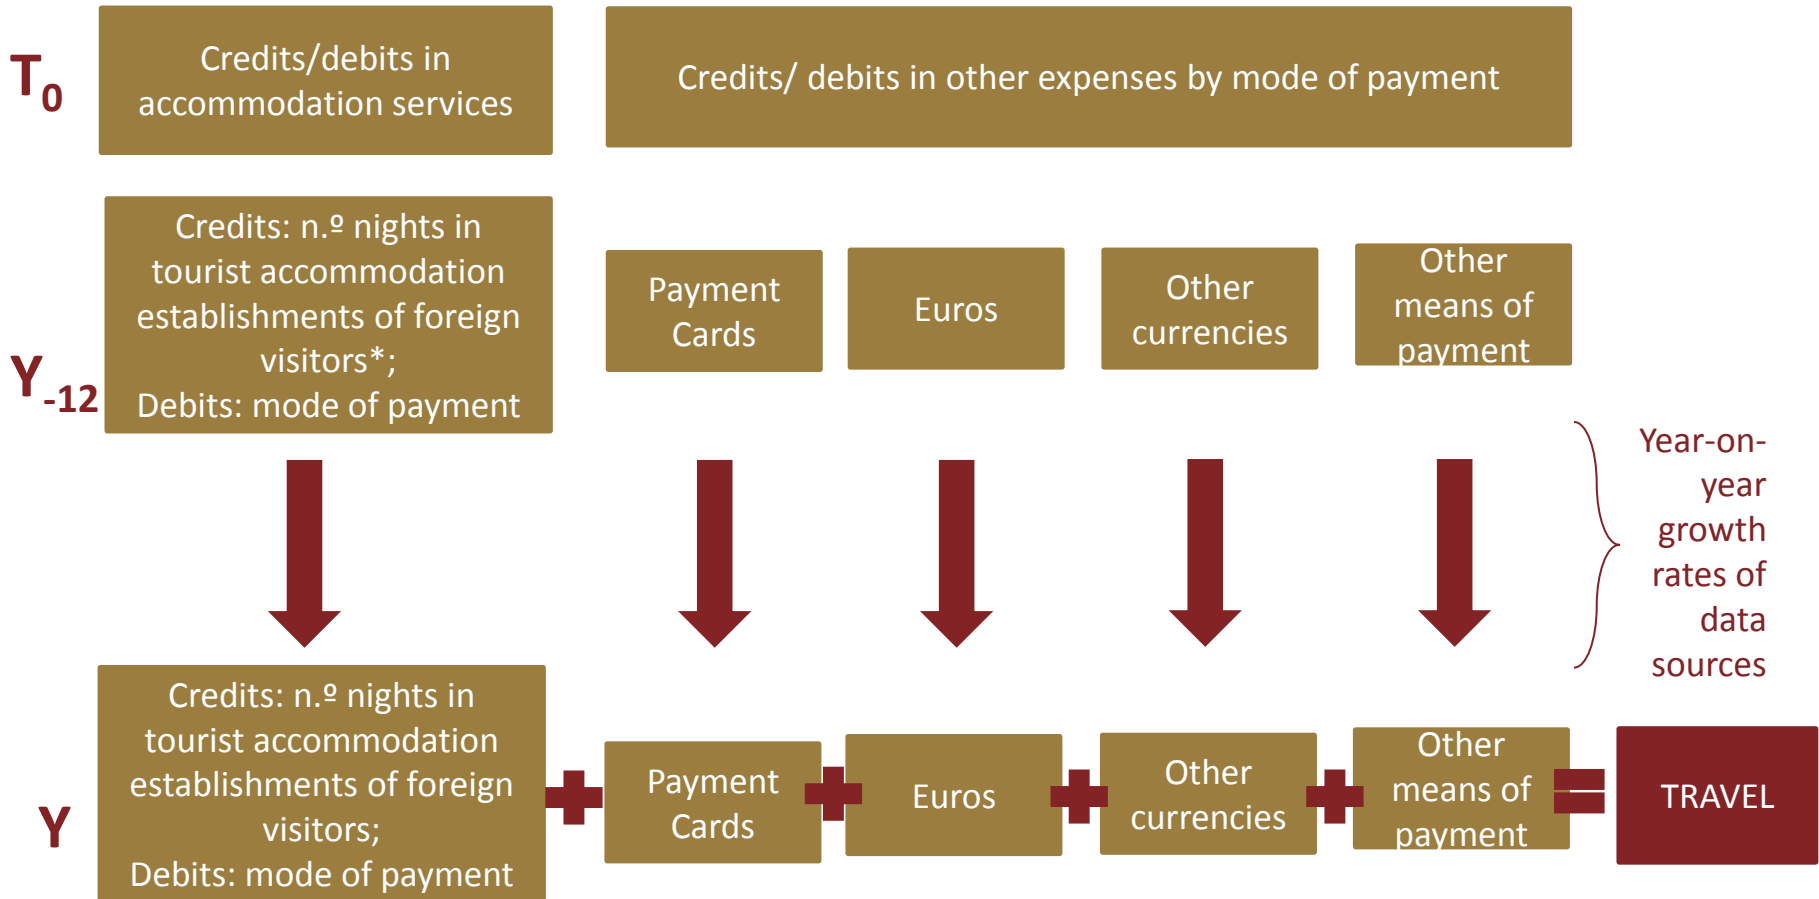 T0
Credits/debits in
accommodation services
Credits/ debits in other expenses by mode of payment
Y-12
Credits: n.º nights in
tourist accommodation
establishments of foreign
visitors*;
Debits: mode of payment
Payment
Cards
Euros
Other
currencies
Other
means of
payment
Year-on-
year
growth
rates of
data
sources
Y
Credits: n.º nights in
tourist accommodation
establishments of foreign
visitors;
Debits: mode of payment
Payment
Cards
Euros
Other
currencies
Other
means of
payment
TRAVEL